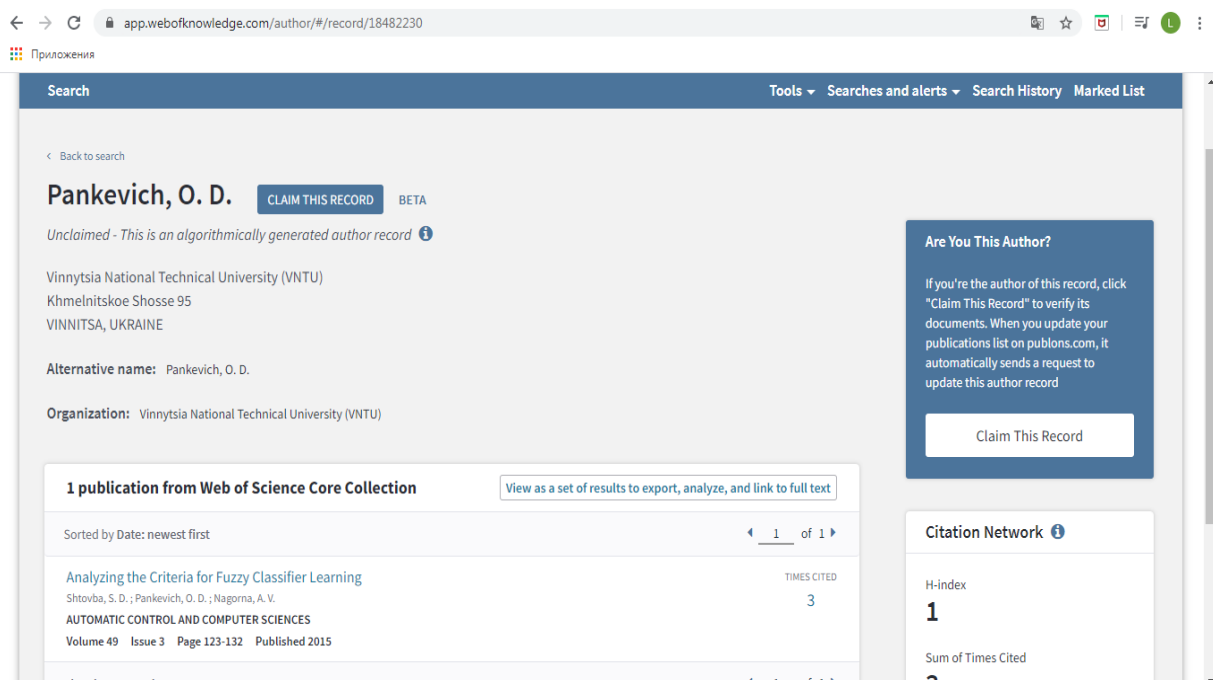 app.webofknowledge.com/author/#/record/18482230
L
Приложения
Search
Tools
Searches and alerts
Search History
Marked List
Back to search
Pankevich, O. D.
CLAIM THIS RECORD
BETA
Unclaimed - This is an algorithmically generated author record
Vinnytsia National Technical University (VNTU)
Khmelnitskoe Shosse 95
VINNITSA, UKRAINE
Alternative name: Pankevich, O. D.
Organization: Vinnytsia National Technical University (VNTU)
Are You This Author?
If you're the author of this record, click
"Claim This Record" to verify its
documents. When you update your
publications list on publons.com, it
automatically sends a request to
update this author record
Claim This Record
1 publication from Web of Science Core Collection
View as a set of results to export, analyze, and link to full text
Sorted by Date: newest first
1 of 1
Analyzing the Criteria for Fuzzy Classifier Learning
Shtovba, S. D. ; Pankevich, O. D. ; Nagorna, A. V.
AUTOMATIC CONTROL AND COMPUTER SCIENCES
Volume 49 Issue 3 Page 123-132 Published 2015
TIMES CITED
3
Citation Network
H-index
1
Sum of Times Cited